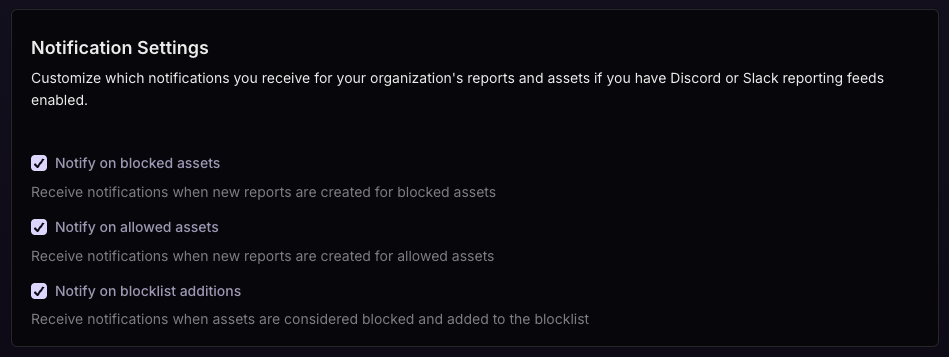 Notification Settings
Customize which notifications you receive for your organization's reports and assets if you have Discord or Slack reporting feeds
enabled.
Notify on blocked assets
Receive notifications when new reports are created for blocked assets
Notify on allowed assets
Receive notifications when new reports are created for allowed assets
Notify on blocklist additions
Receive notifications when assets are considered blocked and added to the blocklist